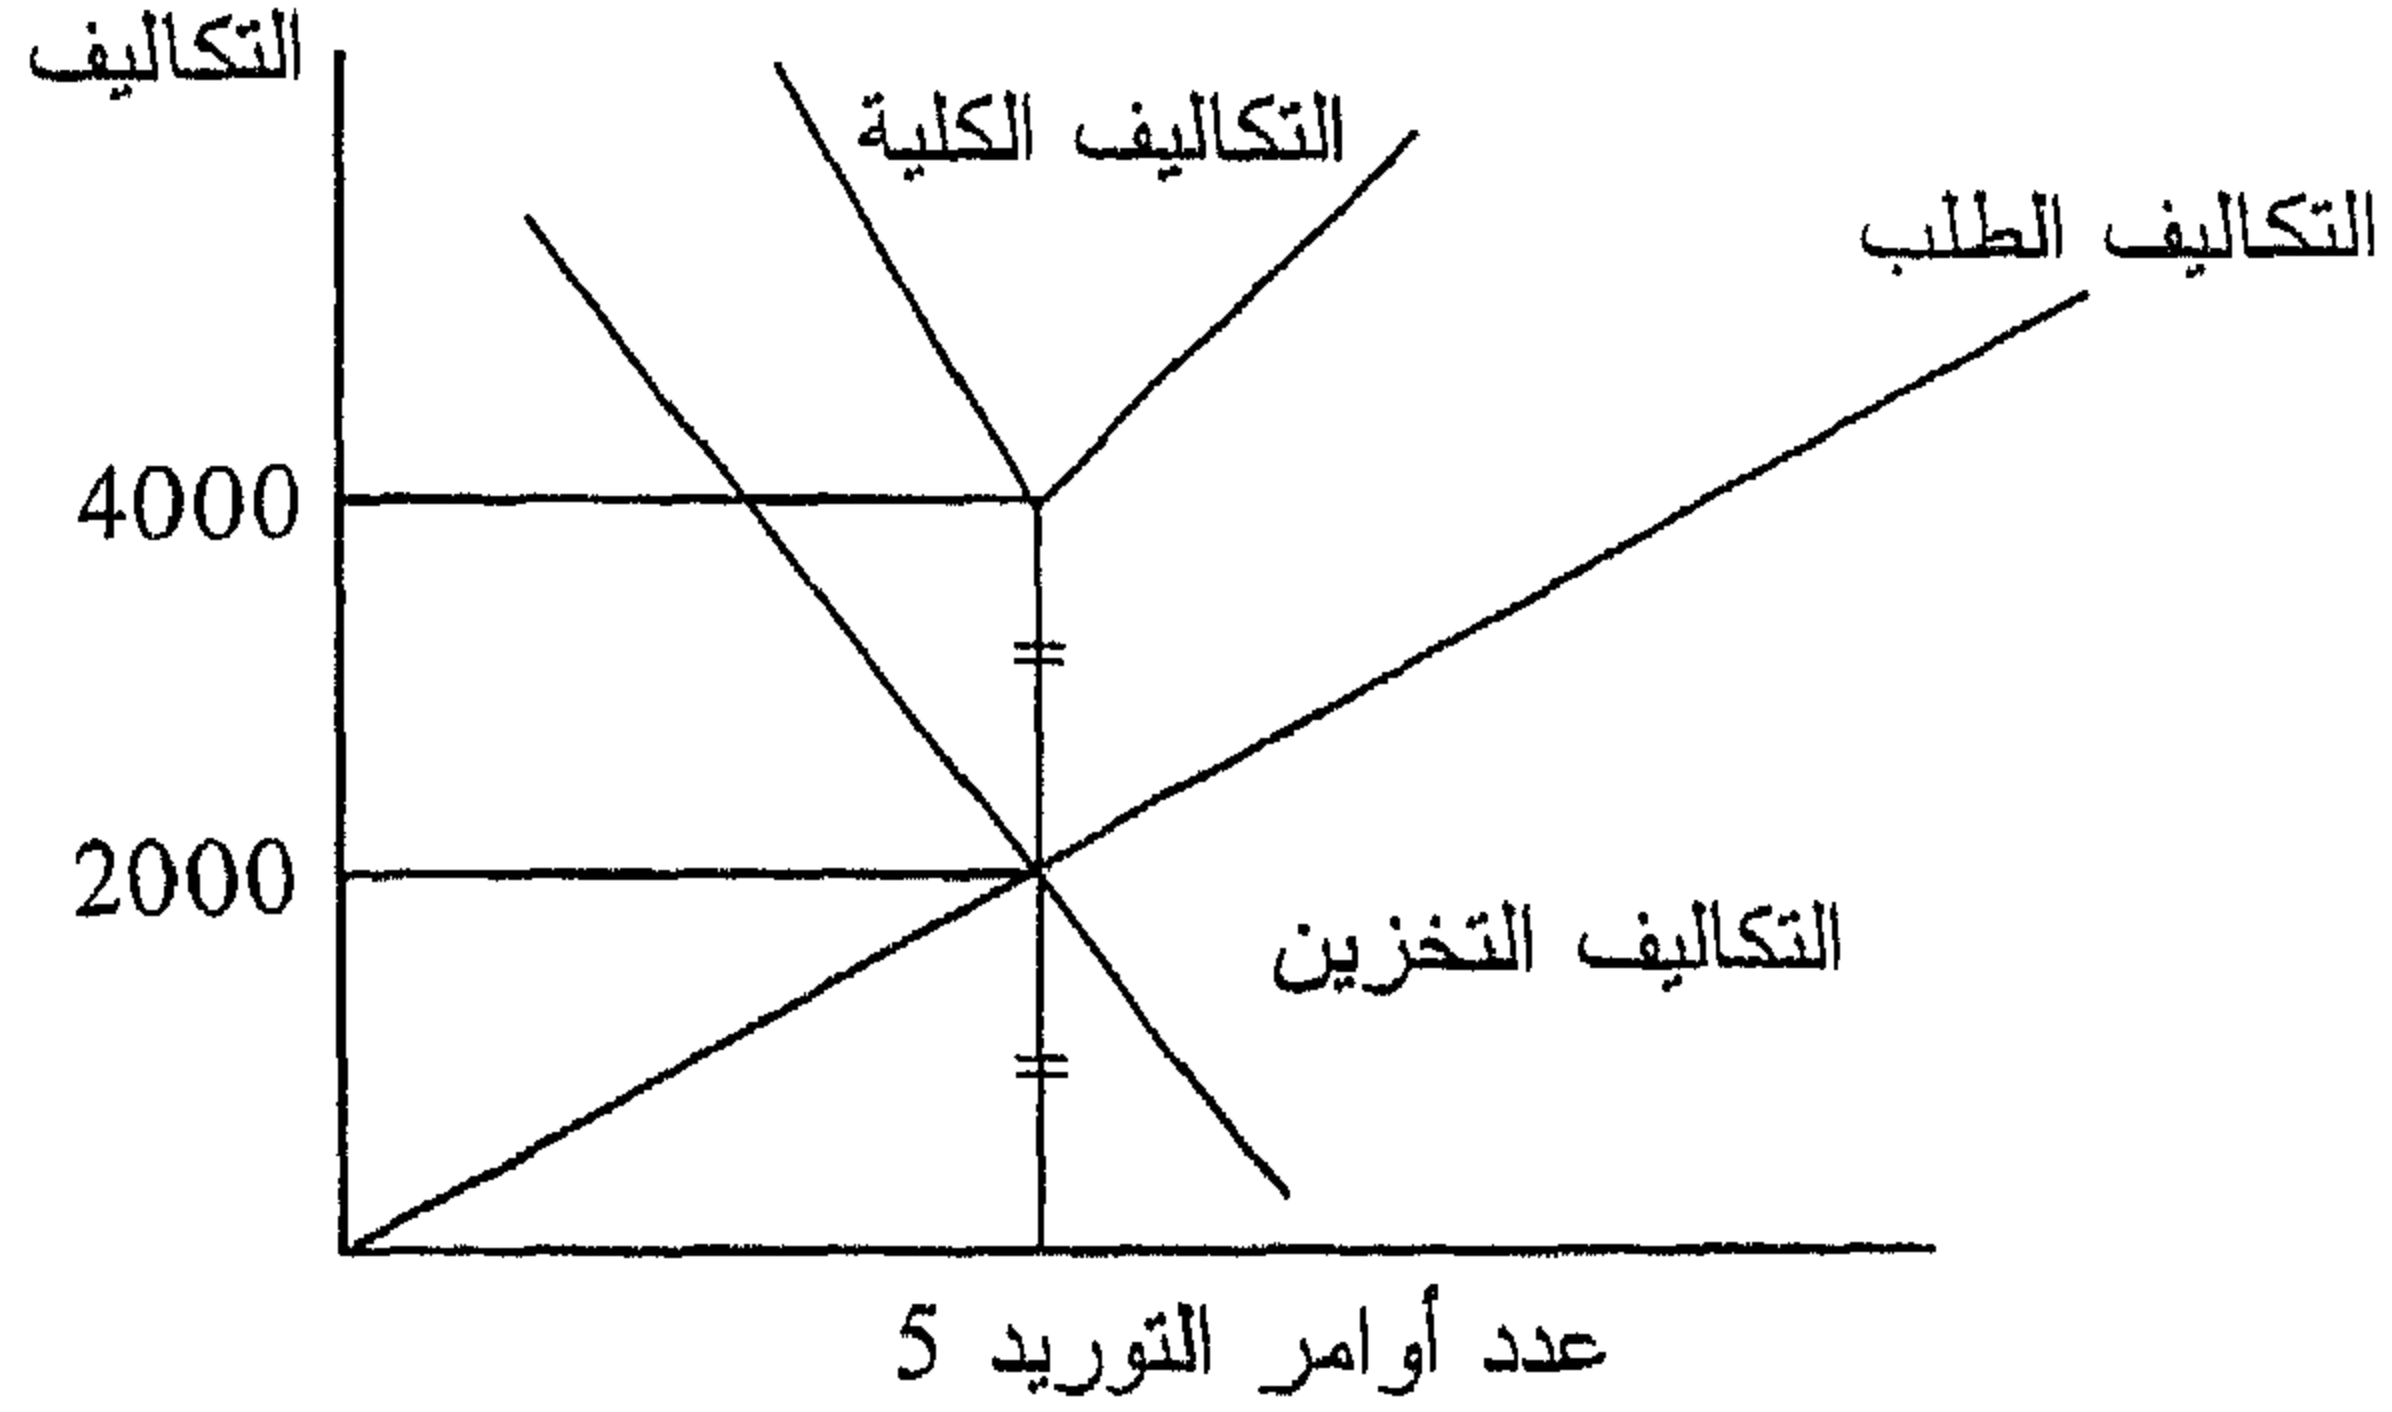 التكاليف
التكاليف الكلية
التكاليف الطلب
4000
2000
التكاليف التخزين
عدد أوامر التوريد 5